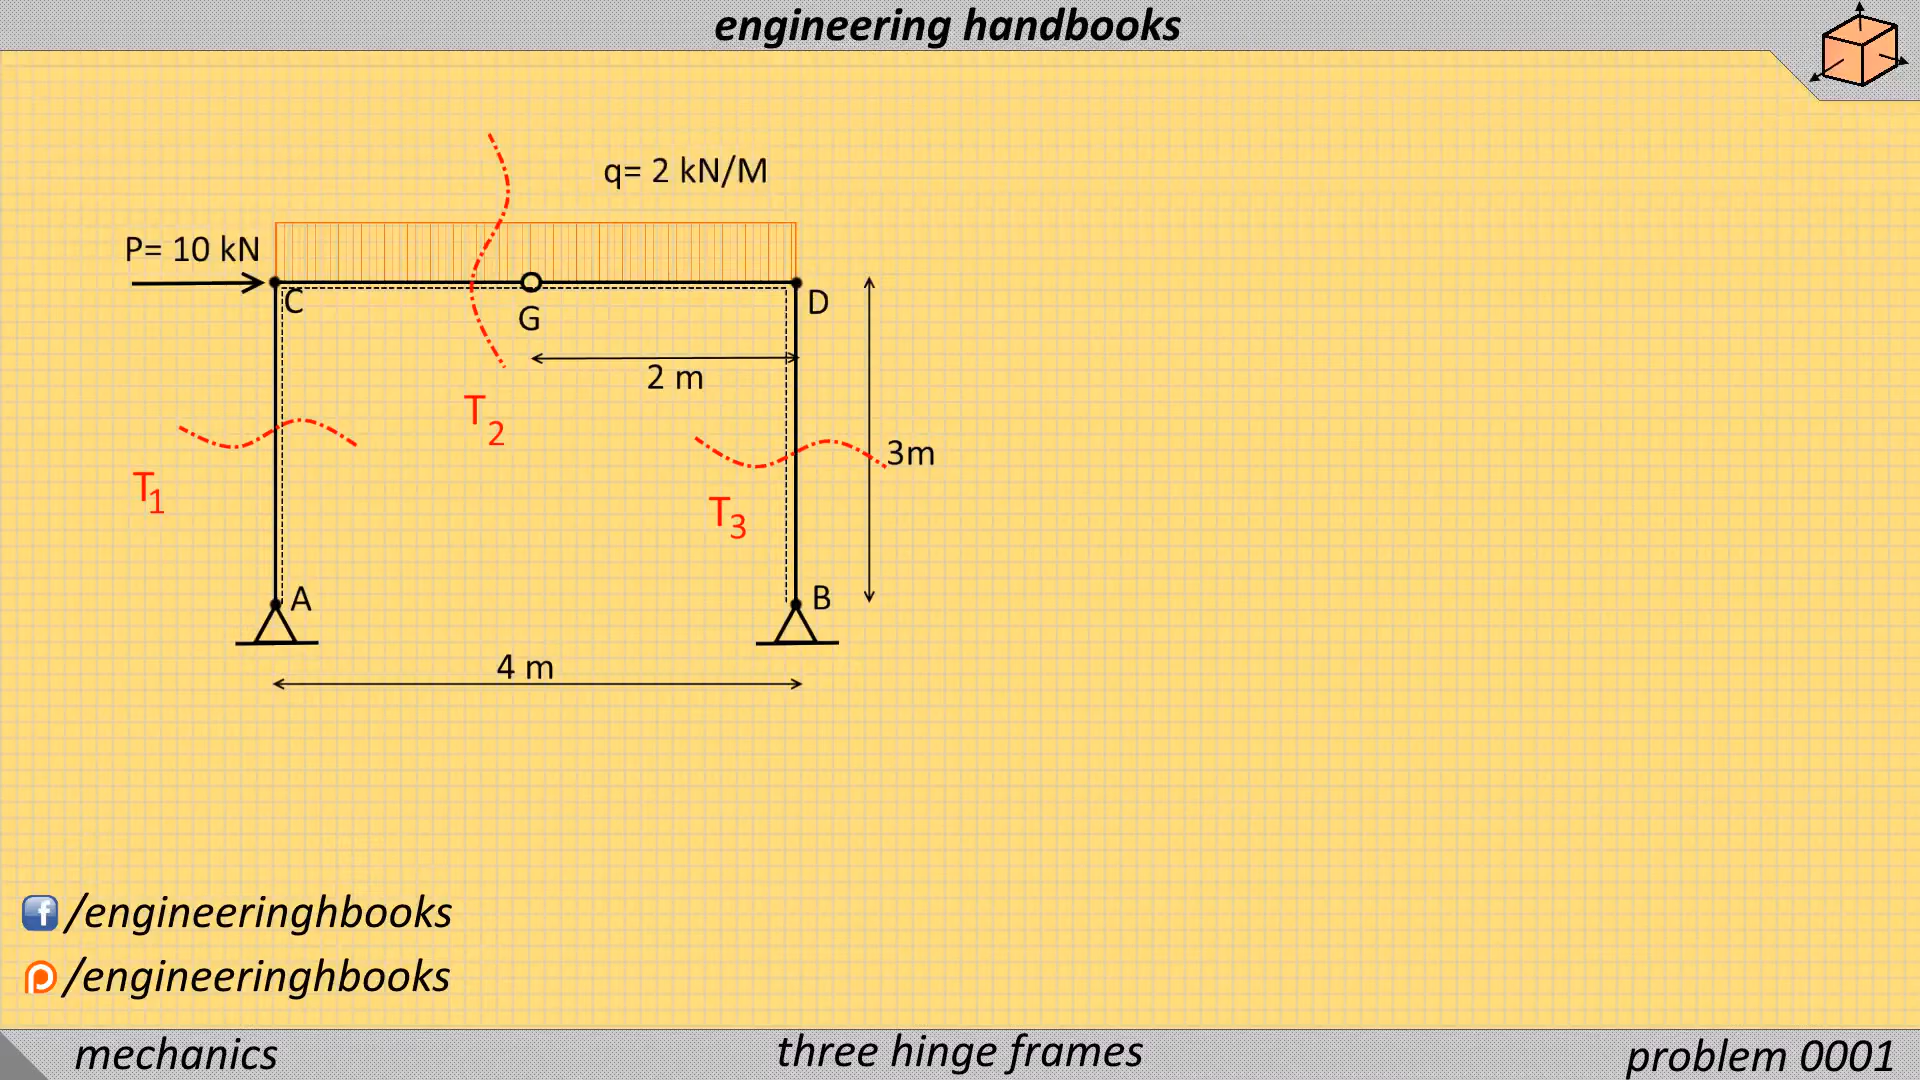 engineering handbooks
q= 2 kN/M
P= 10 kN
C
G
D
2 m
T2
3m
T1
T3
A
B
4 m
/engineeringhbooks
/engineeringhbooks
mechanics
three hinge frames
problem 0001